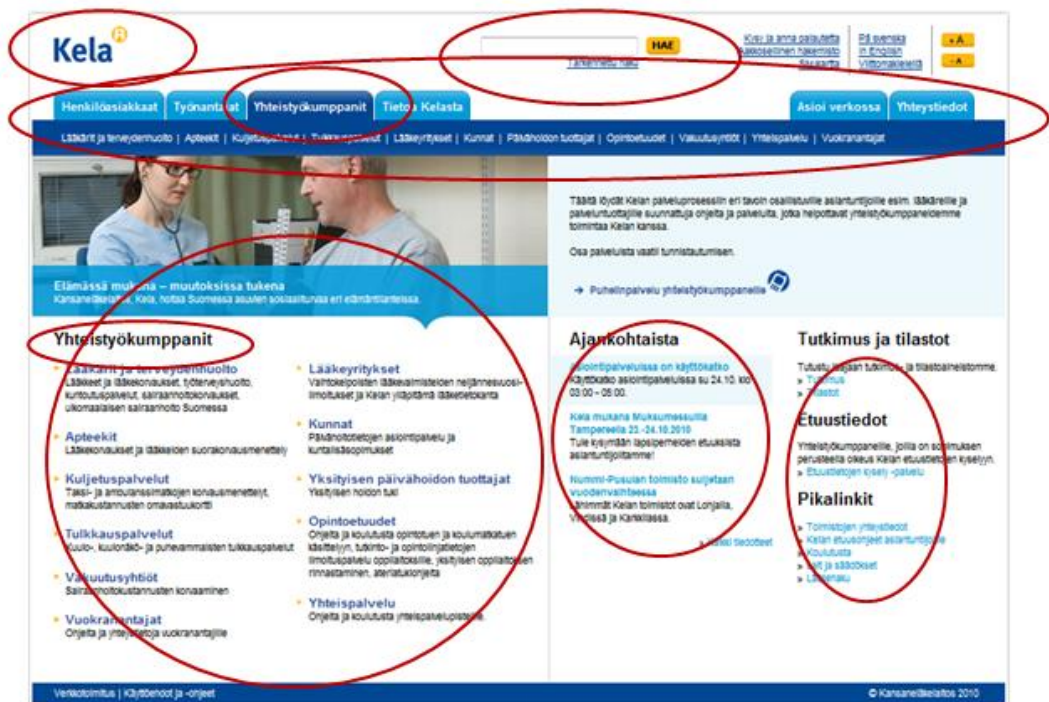 Kela
HAE
Tarkennettu haku
Kysy ja anna palautetta
Aakkosellinen hakemisto
Sivukartta
På svenska
In English
Viittomakielellä
+ A
- A
Henkilöasiakkaat
Työnantajat
Yhteistyökumppanit
Tietoa Kelasta
Asioi verkossa
Yhteystiedot
Lääkärit ja terveydenhuolto | Apteekit | Kuljetuspalvelut | Tulkkauspalvelut | Lääkeyritykset | Kunnat | Päivähoidon tuottajat | Opintoetuudet | Vakuutusyhtiöt | Yhteispalvelu | Vuokranantajat
Täältä löydät Kelan palveluprosessiin eri tavoin osallistuville asiantuntijoille esim. lääkäreille ja
palveluntuottajille suunnattuja ohjeita ja palveluita, jotka helpottavat yhteistyökumppaneidemme
toimintaa Kelan kanssa.
Osa palveluista vaatii tunnistautumisen.
→ Puhelinpalvelu yhteistyökumppaneille
Elämässä mukana – muutoksissa tukena
Kansaneläkelaitos, Kela, hoitaa Suomessa asuvien sosiaaliturvaa eri elämäntilanteissa.
Yhteistyökumppanit
Lääkärit ja terveydenhuolto
Lääkkeet ja lääkekorvaukset, työterveyshuolto,
kuntoutuspalvelut, sairaanhoitokorvaukset,
ulkomaalaisen sairaanhoito Suomessa
Apteekit
Lääkekorvaukset ja lääkkeiden suorakorvausmenettely
Kuljetuspalvelut
Taksi- ja ambulanssimatkojen korvausmenettelyt,
matkakustannusten omavastuukortti
Tulkkauspalvelut
Kuulo-, kuulonäkö- ja puhevammaisten tulkkauspalvelut
Vakuutusyhtiöt
Sairaanhoitokustannusten korvaaminen
Vuokranantajat
Ohjeita ja yhteystietoja vuokranantajille
Lääkeyritykset
Vaihtokelpoisten lääkevalmisteiden neljännesvuosi-
ilmoitukset ja Kelan ylläpitämä lääketietokanta
Kunnat
Päivähoitotietojen asiointipalvelu ja
kuntalisäsopimukset
Yksityisen päivähoidon tuottajat
Yksityisen hoidon tuki
Opintoetuudet
Ohjeita ja koulutusta opintotuen ja koulumatkatuen
käsittelyyn, tutkinto- ja opintolinjatietojen
ilmoituspalvelu oppilaitoksille, yksityisen oppilaitoksen
rinnastaminen, ateriatukiohjeita
Yhteispalvelu
Ohjeita ja koulutusta yhteispalvelupisteille.
Ajankohtaista
Asiointipalveluissa on käyttökatko
Käyttökatko asiointipalveluissa su 24.10. klo
03:00 - 05:00.
Kela mukana Muksumessuilla
Tampereella 23.-24.10.2010
Tule kysymään lapsiperheiden etuuksista
asiantuntijoiltamme!
Nummi-Pusulan toimisto suljetaan
vuodenvaihteessa
Lähimmät Kelan toimistot ovat Lohjalla,
Vihdissä ja Karkkilassa.
» Kaikki tiedotteet
Tutkimus ja tilastot
Tutustu laajaan tutkimus- ja tilastoaineistoomme.
» Tutkimus
» Tilastot
Etuustiedot
Yhteistyökumppaneille, joilla on sopimuksen
perusteella oikeus Kelan etuustietojen kyselyyn.
» Etuustietojen kysely -palvelu
Pikalinkit
» Toimistojen yhteystiedot
» Kelan etuusohjeet asiantuntijoille
» Koulutusta
» Lait ja säädökset
» Lomakehaku
Verkkotoimitus | Käyttöehdot ja -ohjeet
© Kansaneläkelaitos 2010